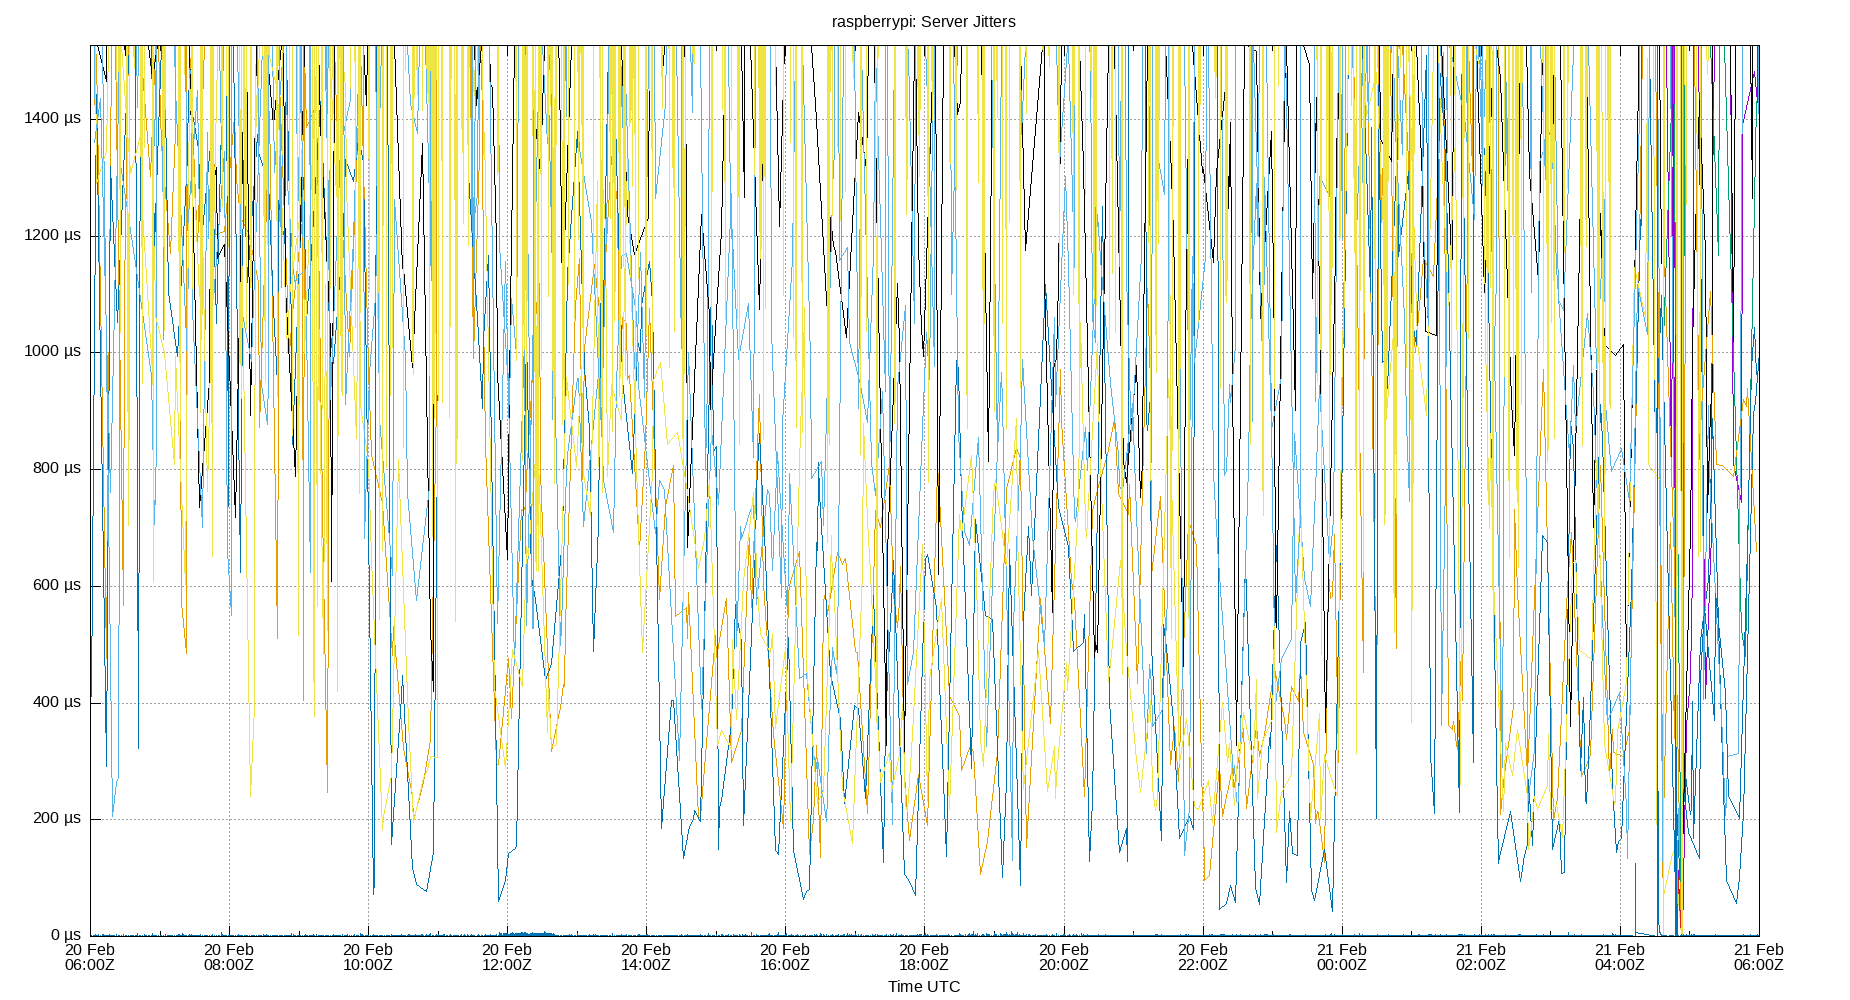 raspberrypi: Server Jitters
1400 µs
1200 µs
1000 µs
800 µs
600 µs
400 µs
200 µs
0 µs
20 Feb 06:00Z
20 Feb 08:00Z
20 Feb 10:00Z
20 Feb 12:00Z
20 Feb 14:00Z
20 Feb 16:00Z
20 Feb 18:00Z
20 Feb 20:00Z
20 Feb 22:00Z
21 Feb 00:00Z
21 Feb 02:00Z
21 Feb 04:00Z
21 Feb 06:00Z
Time UTC